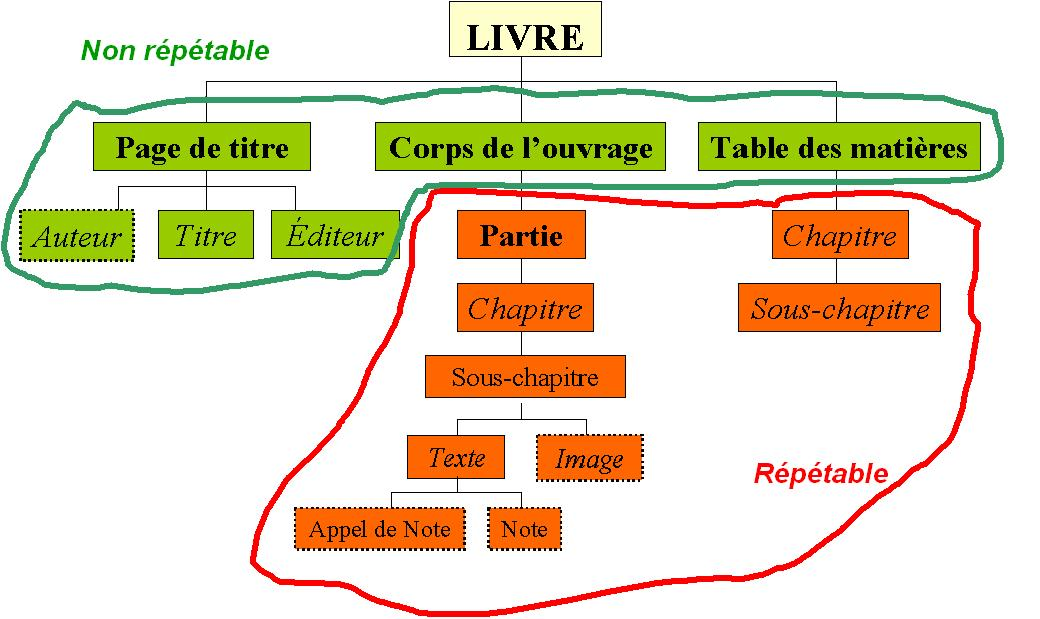 LIVRE
Non répétable
Page de titre
Corps de l’ouvrage
Table des matières
Auteur
Titre
Éditeur
Partie
Chapitre
Chapitre
Sous-chapitre
Sous-chapitre
Texte
Image
Répétable
Appel de Note
Note